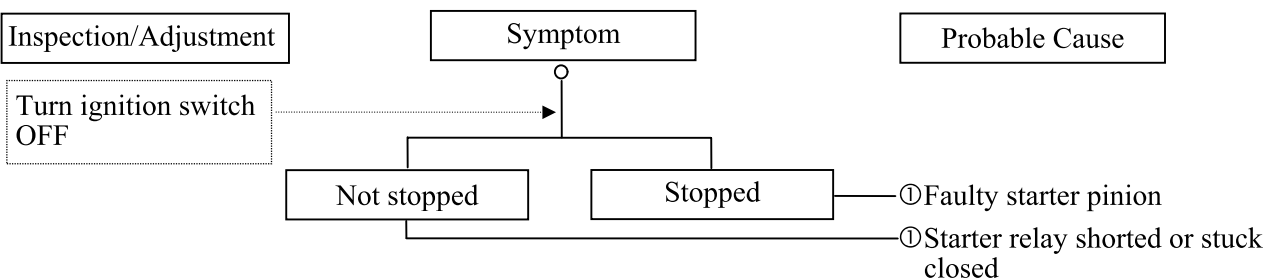 Inspection/Adjustment
Symptom
Probable Cause
Turn ignition switch
OFF
Not stopped
Stopped
①Faulty starter pinion
①Starter relay shorted or stuck
closed